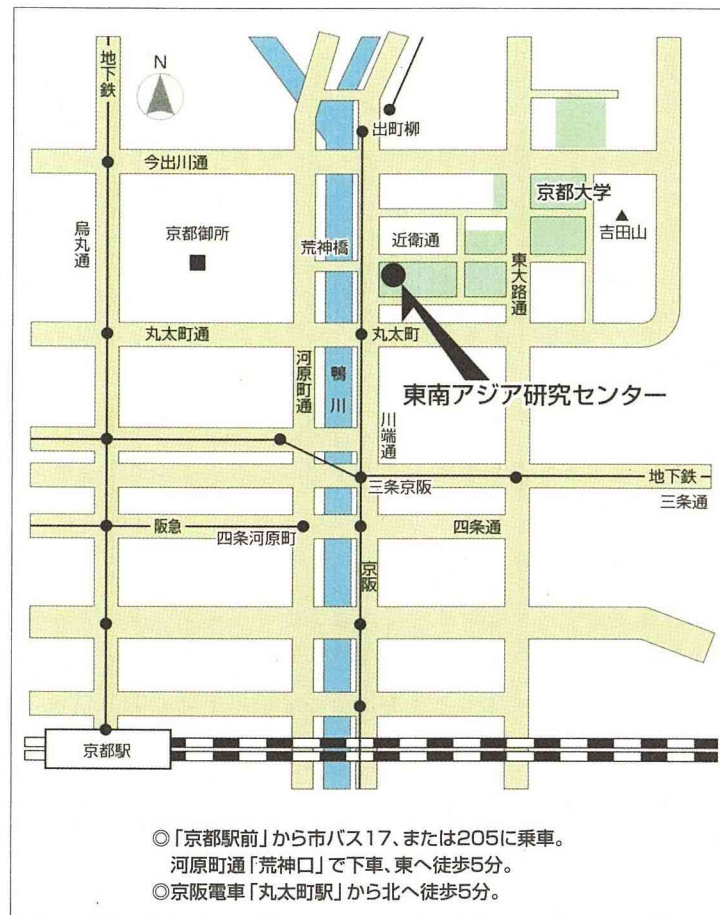 地下鉄
N
出町柳
今出川通
京都大学
吉田山
烏丸通
京都御所
荒神橋
近衛通
東大路通
丸太町通
丸太町
河原町通
鴨川
東南アジア研究センター
川端通
三条京阪
地下鉄
三条通
阪急
四条河原町
四条通
京阪
京都駅
◎「京都駅前」から市バス17、または205に乗車。
河原町通「荒神口」で下車、東へ徒歩5分。
◎京阪電車「丸太町駅」から北へ徒歩5分。